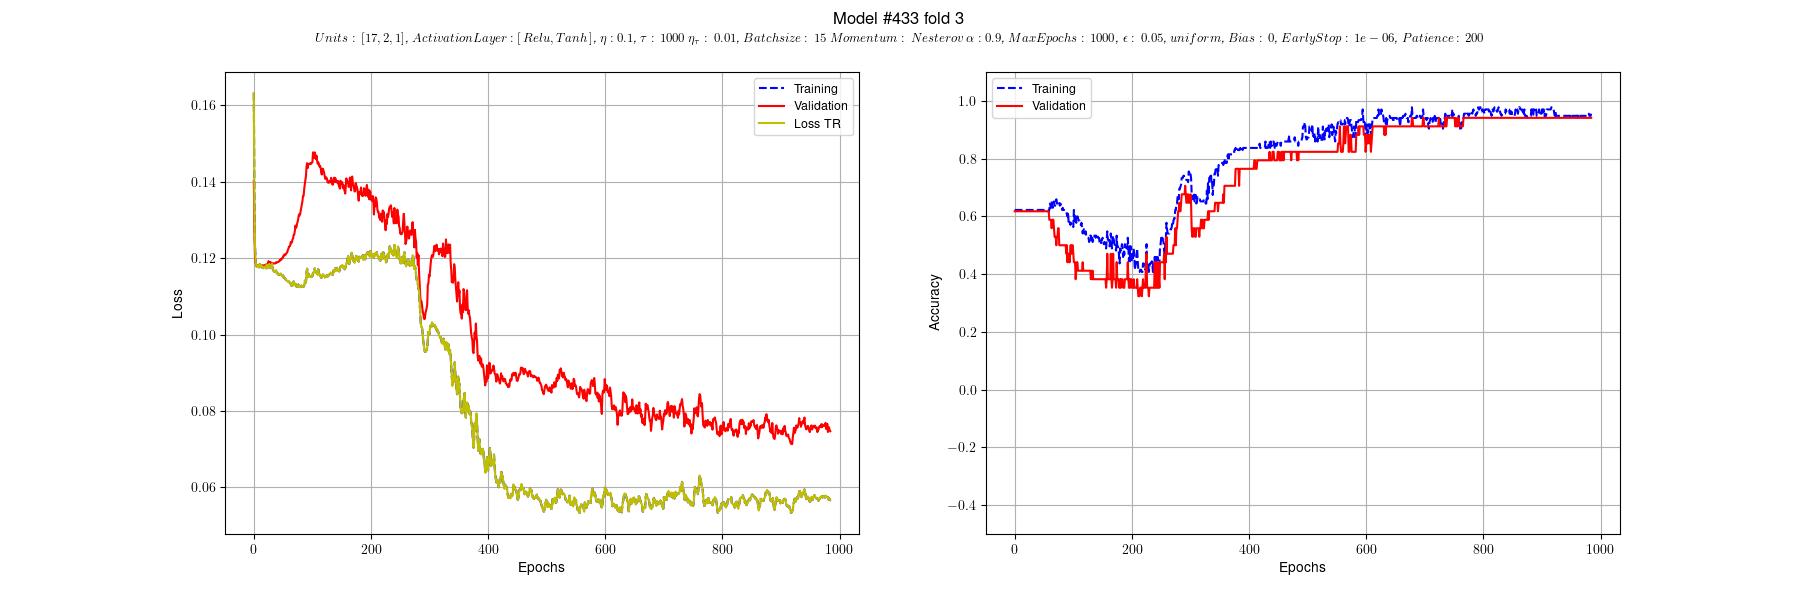 Model #433 fold 3
Units : [17, 2, 1], ActivationLayer : [ Relu, Tanh ], η : 0.1, τ : 1000 ητ : 0.01, Batchsize : 15 Momentum : Nesterov α : 0.9, MaxEpochs : 1000, ϵ : 0.05, uniform, Bias : 0, EarlyStop : 1e − 06, Patience : 200
Training
Validation
Loss TR
0.16
0.14
0.12
0.10
0.08
0.06
Loss
0
200
400
600
800
1000
Epochs
Training
Validation
1.0
0.8
0.6
0.4
0.2
0.0
−0.2
−0.4
Accuracy
0
200
400
600
800
1000
Epochs